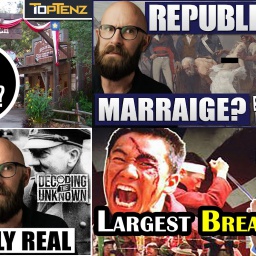 TOPTENZ
?
REPUBLI
-
MARRAIGE?
DECODING
THE
UNKNOWN
LY REAL
LARGEST BREA